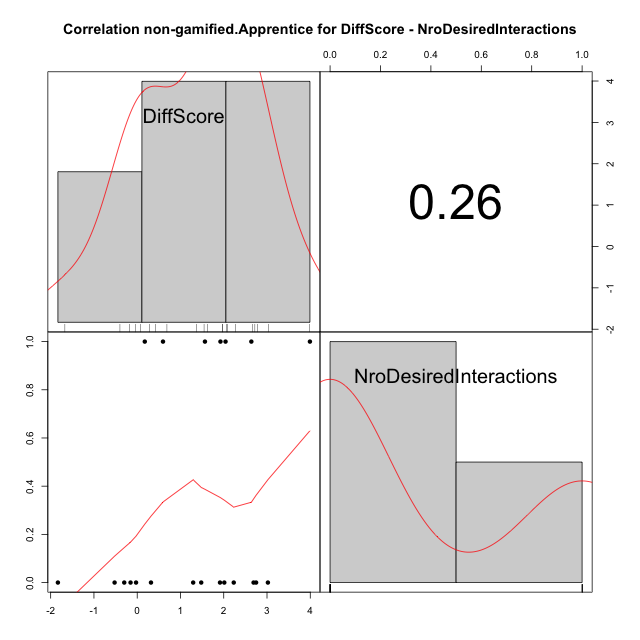 Correlation non-gamified.Apprentice for DiffScore - NroDesiredInteractions
0.0 0.2 0.4 0.6 0.8 1.0
DiffScore
0.26
4
3
2
1
0
-1
-2
1.0
0.8
0.6
0.4
0.2
0.0
NroDesiredInteractions
-2 -1 0 1 2 3 4